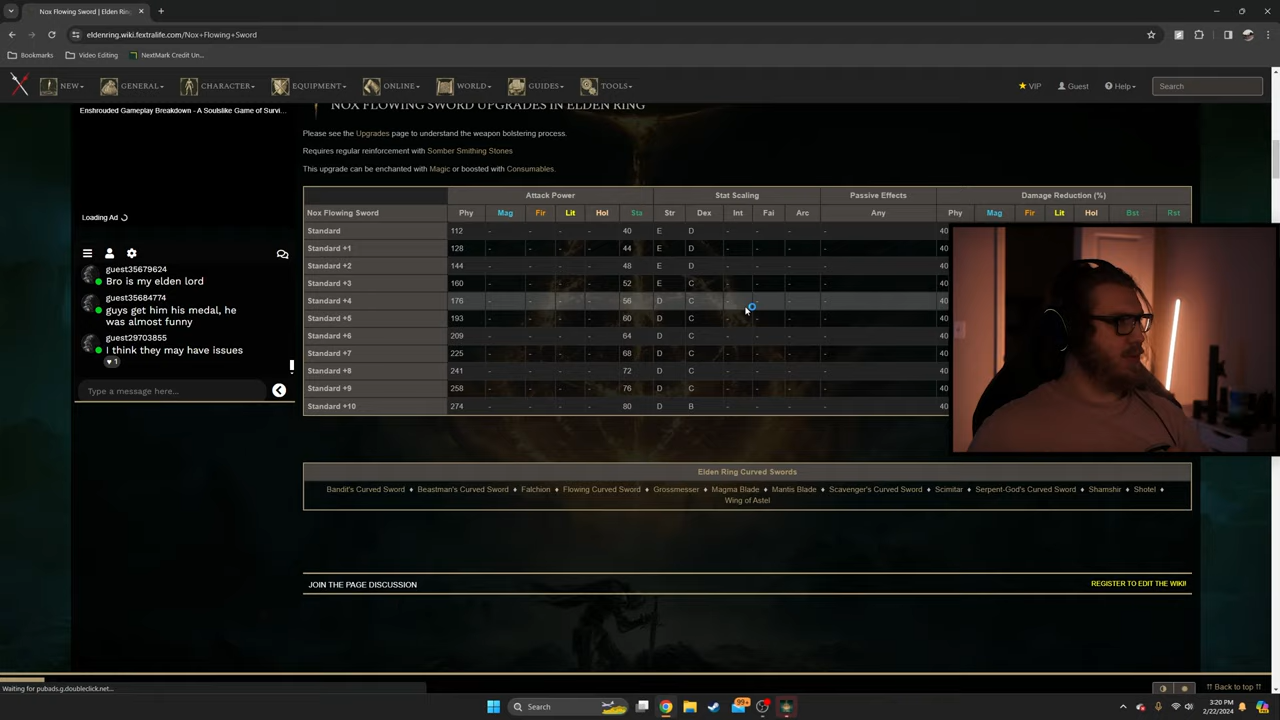 Nox Flowing Sword | Elden Ring
eldenring.wiki.fextralife.com/Nox+Flowing+Sword
Bookmarks Video Editing NextMark Credit Un...
NEW GENERAL CHARACTER EQUIPMENT ONLINE WORLD GUIDES TOOLS VIP Guest Help Search
Enshrouded Gameplay Breakdown - A Soulslike Game of Survi...
Loading Ad
guest35679624
Bro is my elden lord
guest35684774
guys get him his medal, he
was almost funny
guest29703855
I think they may have issues
1
Type a message here...
NOX FLOWING SWORD UPGRADES IN ELDEN RING
Please see the Upgrades page to understand the weapon bolstering process.
Requires regular reinforcement with Somber Smithing Stones
This upgrade can be enchanted with Magic or boosted with Consumables.
Attack Power Stat Scaling Passive Effects Damage Reduction (%)
Nox Flowing Sword Phy Mag Fir Lit Hol Sta Str Dex Int Fai Arc Any Phy Mag Fir Lit Hol Bst Rst
Standard 112 - - - - 40 E D - - - - 40
Standard +1 128 - - - - 44 E D - - - - 40
Standard +2 144 - - - - 48 E D - - - - 40
Standard +3 160 - - - - 52 E C - - - - 40
Standard +4 176 - - - - 56 D C - - - - 40
Standard +5 193 - - - - 60 D C - - - - 40
Standard +6 209 - - - - 64 D C - - - - 40
Standard +7 225 - - - - 68 D C - - - - 40
Standard +8 241 - - - - 72 D C - - - - 40
Standard +9 258 - - - - 76 D C - - - - 40
Standard +10 274 - - - - 80 D B - - - - 40
Elden Ring Curved Swords
Bandit's Curved Sword ♦ Beastman's Curved Sword ♦ Falchion ♦ Flowing Curved Sword ♦ Grossmesser ♦ Magma Blade ♦ Mantis Blade ♦ Scavenger's Curved Sword ♦ Scimitar ♦ Serpent-God's Curved Sword ♦ Shamshir ♦ Shotel ♦
Wing of Astel
JOIN THE PAGE DISCUSSION REGISTER TO EDIT THE WIKI!
Waiting for pubads.g.doubleclick.net...
!! Back to top !!
Search
99+
3:20 PM
2/22/2024